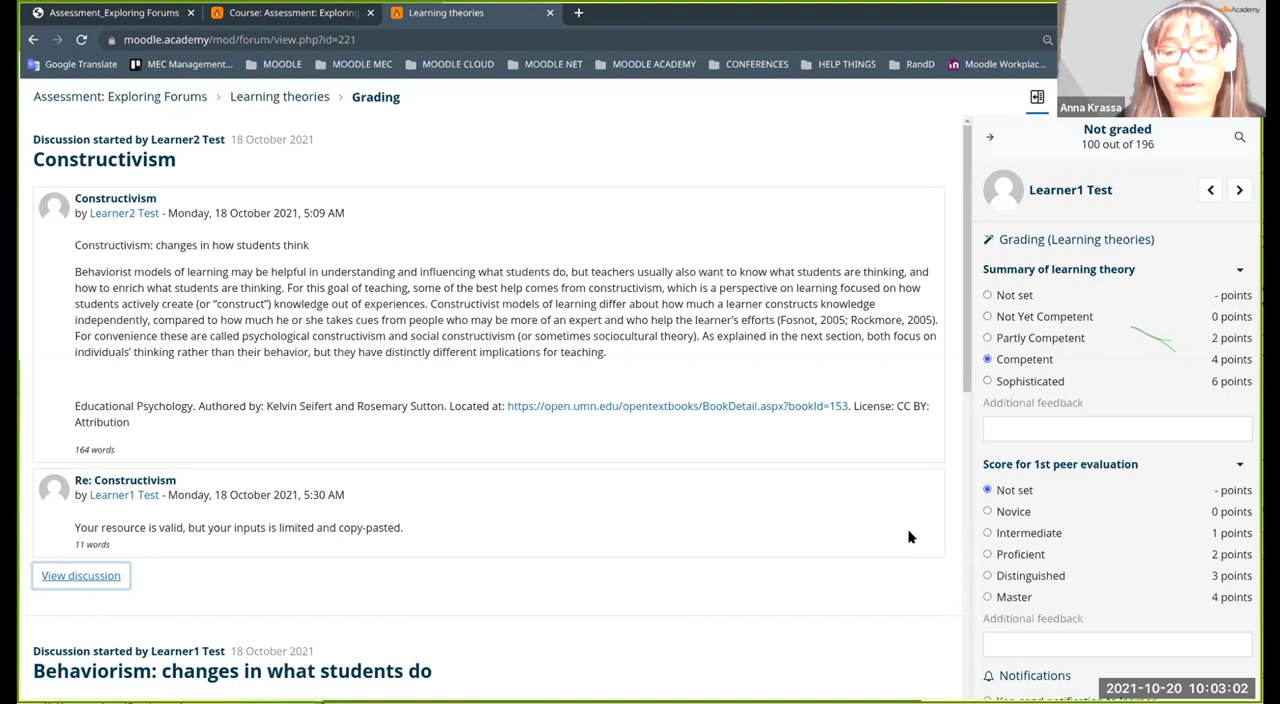 Assessment_Exploring Forums
Course: Assessment: Exploring
Learning theories
moodle.academy/mod/forum/view.php?id=221
Google Translate
MEC Management...
MOODLE
MOODLE MEC
MOODLE CLOUD
MOODLE NET
MOODLE ACADEMY
CONFERENCES
HELP THINGS
RandD
Moodle Workplac...
Anna Krassa
Assessment: Exploring Forums > Learning theories > Grading
Discussion started by Learner2 Test 18 October 2021
Constructivism
Constructivism
by Learner2 Test - Monday, 18 October 2021, 5:09 AM
Constructivism: changes in how students think
Behaviorist models of learning may be helpful in understanding and influencing what students do, but teachers usually also want to know what students are thinking, and
how to enrich what students are thinking. For this goal of teaching, some of the best help comes from constructivism, which is a perspective on learning focused on how
students actively create (or “construct”) knowledge out of experiences. Constructivist models of learning differ about how much a learner constructs knowledge
independently, compared to how much he or she takes cues from people who may be more of an expert and who help the learner’s efforts (Fosnot, 2005; Rockmore, 2005).
For convenience these are called psychological constructivism and social constructivism (or sometimes sociocultural theory). As explained in the next section, both focus on
individuals’ thinking rather than their behavior, but they have distinctly different implications for teaching.
Educational Psychology. Authored by: Kelvin Seifert and Rosemary Sutton. Located at: https://open.umn.edu/opentextbooks/BookDetail.aspx?bookId=153. License: CC BY:
Attribution
164 words
Re: Constructivism
by Learner1 Test - Monday, 18 October 2021, 5:30 AM
Your resource is valid, but your inputs is limited and copy-pasted.
11 words
View discussion
Discussion started by Learner1 Test 18 October 2021
Behaviorism: changes in what students do
Not graded
100 out of 196
Learner1 Test
Grading (Learning theories)
Summary of learning theory
Not set - points
Not Yet Competent 0 points
Partly Competent 2 points
Competent 4 points
Sophisticated 6 points
Additional feedback
Score for 1st peer evaluation
Not set - points
Novice 0 points
Intermediate 1 points
Proficient 2 points
Distinguished 3 points
Master 4 points
Additional feedback
Notifications
2021-10-20 10:03:02